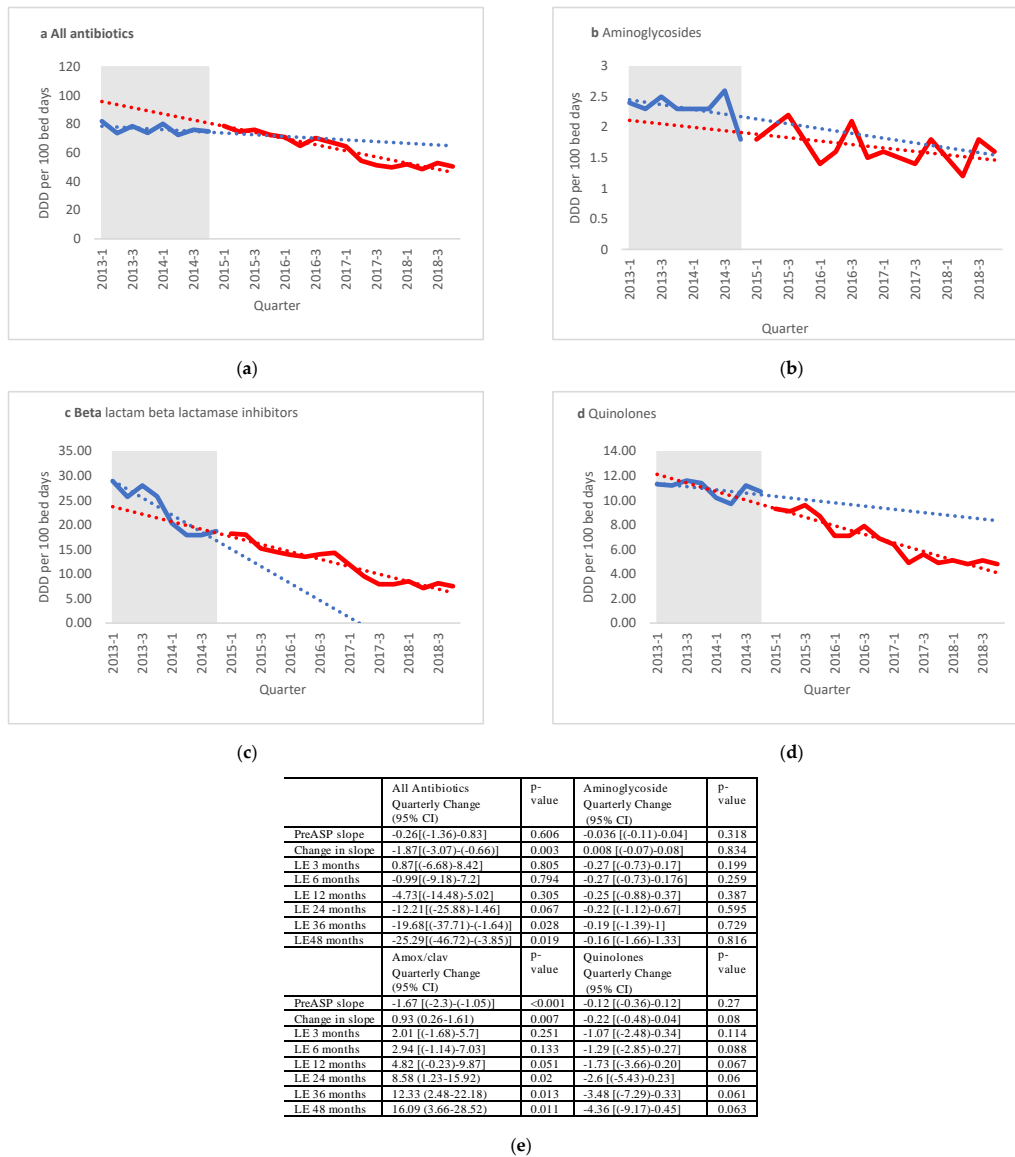 a All antibiotics
120
100
80
60
40
20
0
DDD per 100 bed days
2013-1
2013-3
2014-1
2014-3
2015-1
2015-3
2016-1
2016-3
2017-1
2017-3
2018-1
2018-3
Quarter
(a)
b Aminoglycosides
3
2.5
2
1.5
1
0.5
0
DDD per 100 bed days
2013-1
2013-3
2014-1
2014-3
2015-1
2015-3
2016-1
2016-3
2017-1
2017-3
2018-1
2018-3
Quarter
(b)
c Beta lactam beta lactamase inhibitors
35.00
30.00
25.00
20.00
15.00
10.00
5.00
0.00
DDD per 100 bed days
2013-1
2013-3
2014-1
2014-3
2015-1
2015-3
2016-1
2016-3
2017-1
2017-3
2018-1
2018-3
Quarter
(c)
d Quinolones
14.00
12.00
10.00
8.00
6.00
4.00
2.00
0.00
DDD per 100 bed days
2013-1
2013-3
2014-1
2014-3
2015-1
2015-3
2016-1
2016-3
2017-1
2017-3
2018-1
2018-3
Quarter
(d)
All Antibiotics Quarterly Change (95% CI) p-value Aminoglycoside Quarterly Change (95% CI) p-value
PreASP slope -0.26[(-1.36)-0.83] 0.606 -0.036 [(-0.11)-0.04] 0.318
Change in slope -1.87[(-3.07)-(-0.66)] 0.003 0.008 [(-0.07)-0.08) 0.834
LE 3 months 0.87[(-6.68)-8.42] 0.805 -0.27 [(-0.73)-0.17] 0.199
LE 6 months -0.99[(-9.18)-7.2] 0.794 -0.27 [(-0.73)-0.176] 0.259
LE 12 months -4.73[(-14.48)-5.02] 0.305 -0.25 [(-0.88)-0.37] 0.387
LE 24 months -12.21[(-25.88)-1.46] 0.067 -0.22 [(-1.12)-0.67] 0.595
LE 36 months -19.68[(-37.71)-(-1.64)] 0.028 -0.19 [(-1.39)-1] 0.729
LE48 months -25.29[(-46.72)-(-3.85)] 0.019 -0.16 [(-1.66)-1.33] 0.816
Amox/clav Quarterly Change (95% CI) p-value Quinolones Quarterly Change (95% CI) p-value
PreASP slope -1.67 [(-2.3)-(-1.05)] <0.001 -0.12 [(-0.36)-0.12] 0.27
Change in slope 0.93 (0.26-1.61) 0.007 -0.22 [(-0.48)-0.04] 0.08
LE 3 months 2.01 [(-1.68)-5.7] 0.251 -1.07 [(-2.48)-0.34] 0.114
LE 6 months 2.94 [(-1.14)-7.03] 0.133 -1.29 [(-2.85)-0.27] 0.088
LE 12 months 4.82 [(-0.23)-9.87] 0.051 -1.73 [(-3.66)-0.20] 0.067
LE 24 months 8.58 (1.23-15.92) 0.02 -2.6 [(-5.43)-0.23] 0.06
LE 36 months 12.33 (2.48-22.18) 0.013 -3.48 [(-7.29)-0.33] 0.061
LE 48 months 16.09 (3.66-28.52) 0.011 -4.36 [(-9.17)-0.45] 0.063
(e)